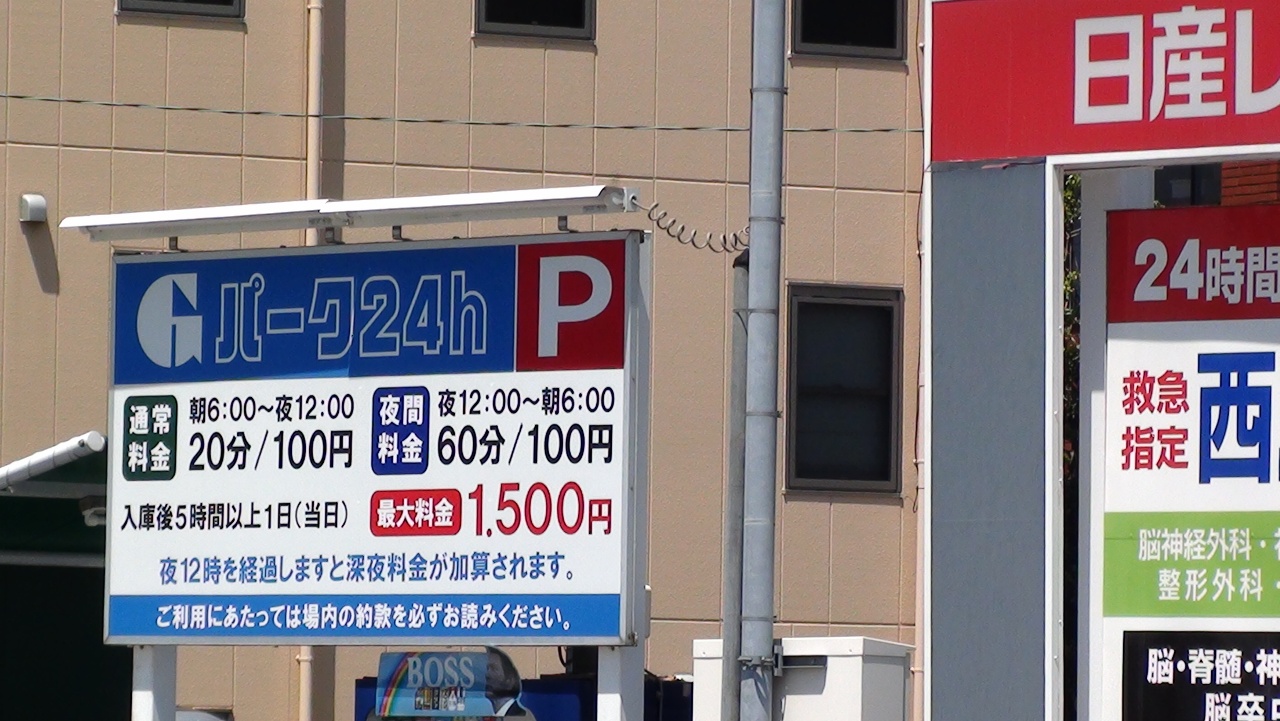 パーク24h P
通常料金 朝6:00〜夜12:00
20分/100円
夜間料金 夜12:00〜朝6:00
60分/100円
入庫後5時間以上1日(当日) 最大料金 1,500円
夜12時を経過しますと深夜料金が加算されます。
ご利用にあたっては場内の約款を必ずお読みください。
BOSS
日産レ
24時間
救急
指定
西
脳神経外科・
整形外科・
脳・脊髄・神
脳卒中